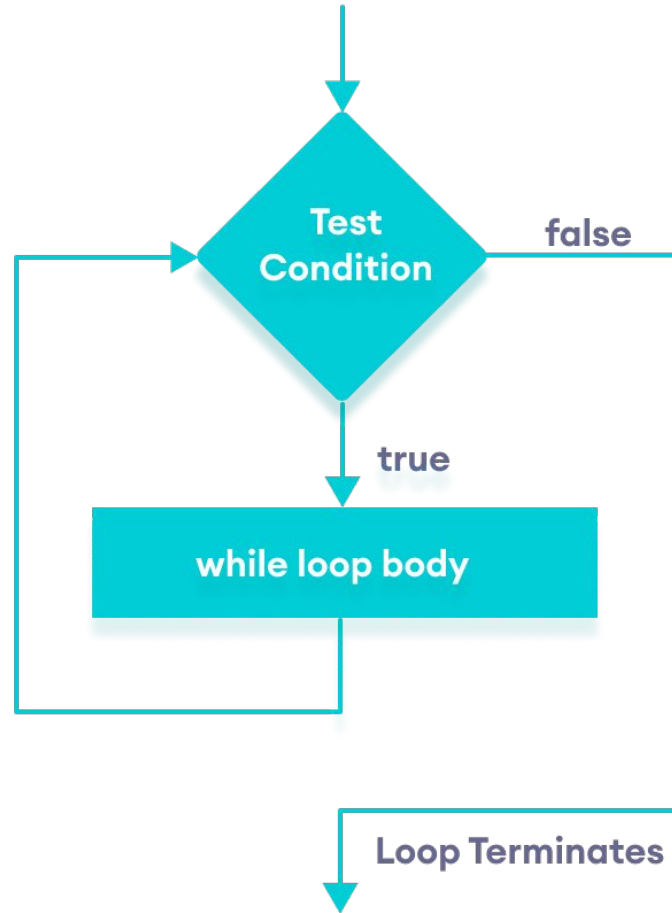 Test
Condition
false
true
while loop body
Loop Terminates